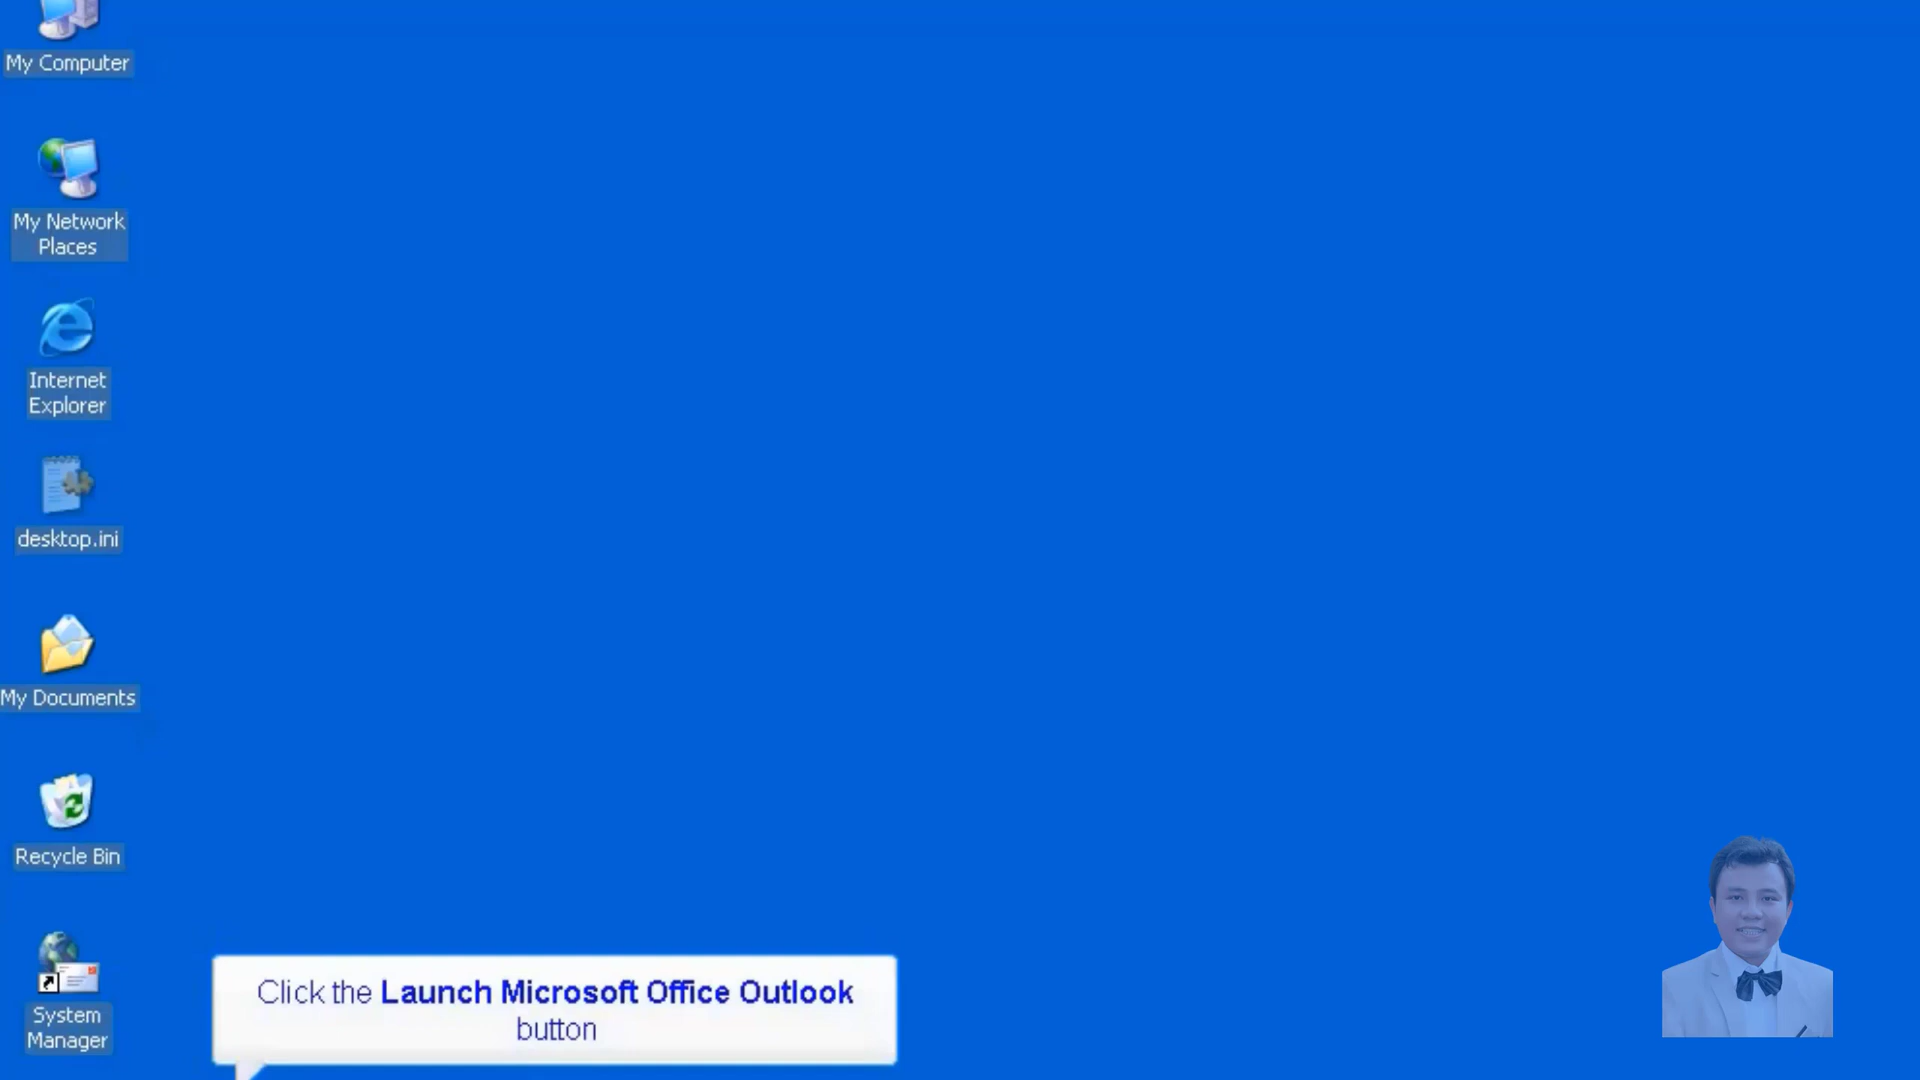 My Computer
My Network
Places
Internet
Explorer
desktop.ini
My Documents
Recycle Bin
System
Manager
Click the Launch Microsoft Office Outlook
button